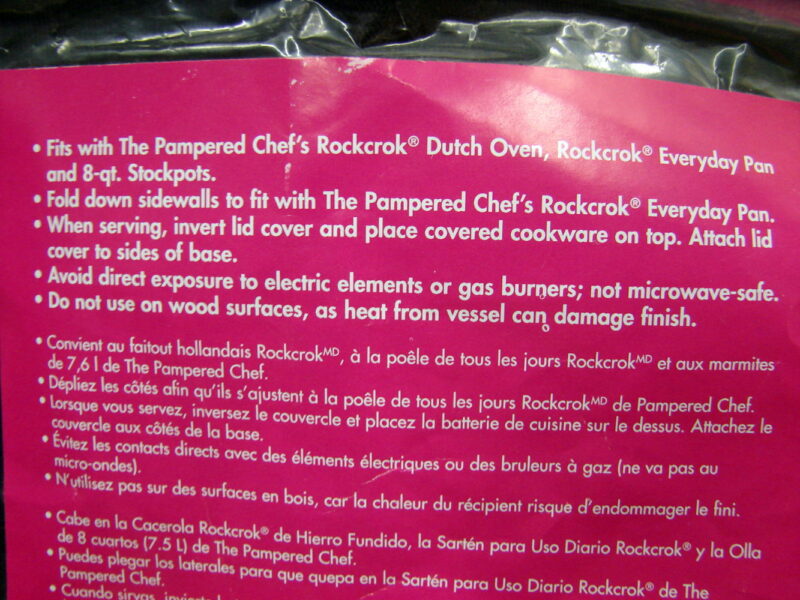 • Fits with The Pampered Chef's Rockcrok® Dutch Oven, Rockcrok® Everyday Pan
and 8-qt. Stockpots.
• Fold down sidewalls to fit with The Pampered Chef's Rockcrok® Everyday Pan.
• When serving, invert lid cover and place covered cookware on top. Attach lid
cover to sides of base.
• Avoid direct exposure to electric elements or gas burners; not microwave-safe.
• Do not use on wood surfaces, as heat from vessel can damage finish.
• Convient au faitout hollandais Rockcrok^MD, à la poêle de tous les jours Rockcrok^MD et aux marmites
de 7,6 l de The Pampered Chef.
• Dépliez les côtés afin qu'ils s'ajustent à la poêle de tous les jours Rockcrok^MD de Pampered Chef.
• Lorsque vous servez, inversez le couvercle et placez la batterie de cuisine sur le dessus. Attachez le
couvercle aux côtés de la base.
• Évitez les contacts directs avec des éléments électriques ou des bruleurs à gaz (ne va pas au
micro-ondes).
• N'utilisez pas sur des surfaces en bois, car la chaleur du récipient risque d'endommager le fini.
• Cabe en la Cacerola Rockcrok® de Hierro Fundido, la Sartén para Uso Diario Rockcrok® y la Olla
de 8 cuartos (7.5 L) de The Pampered Chef.
• Puedes plegar los laterales para que quepa en la Sartén para Uso Diario Rockcrok® de The
Pampered Chef.
• Cuando sirvas,